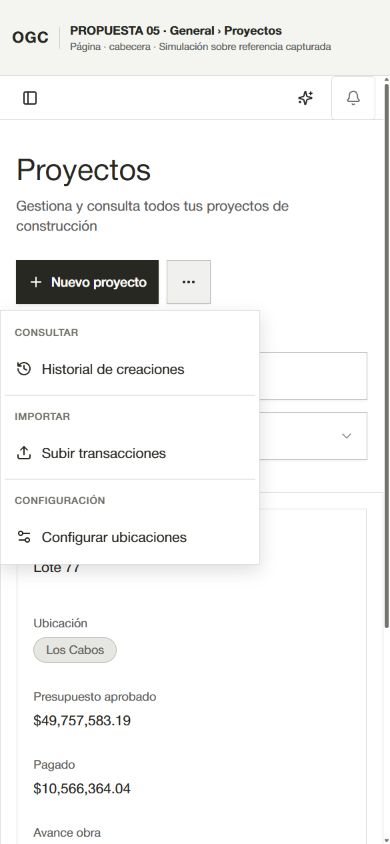 OGC
PROPUESTA 05 · General › Proyectos
Página · cabecera · Simulación sobre referencia capturada
Proyectos
Gestiona y consulta todos tus proyectos de
construcción
+ Nuevo proyecto
...
CONSULTAR
Historial de creaciones
IMPORTAR
Subir transacciones
CONFIGURACIÓN
Configurar ubicaciones
Lote 77
Ubicación
Los Cabos
Presupuesto aprobado
$49,757,583.19
Pagado
$10,566,364.04
Avance obra